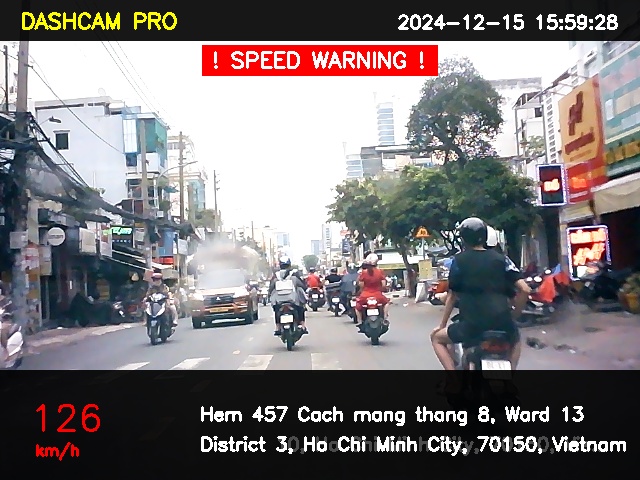 DASHCAM PRO
2024-12-15 15:59:28
! SPEED WARNING !
126
km/h
Hem 457 Cach mang thang 8, Ward 13
District 3, Ho Chi Minh City, 70150, Vietnam